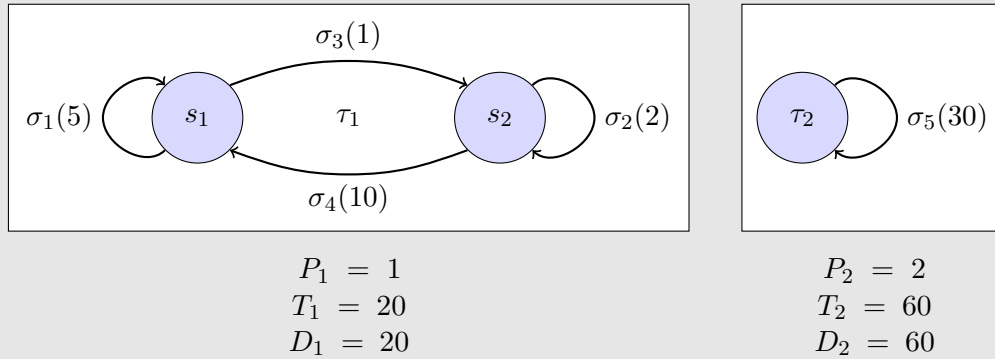 σ₃(1)
σ₁(5) s₁ τ₁ s₂ σ₂(2)
σ₄(10)
τ₂ σ₅(30)
P₁ = 1
T₁ = 20
D₁ = 20
P₂ = 2
T₂ = 60
D₂ = 60